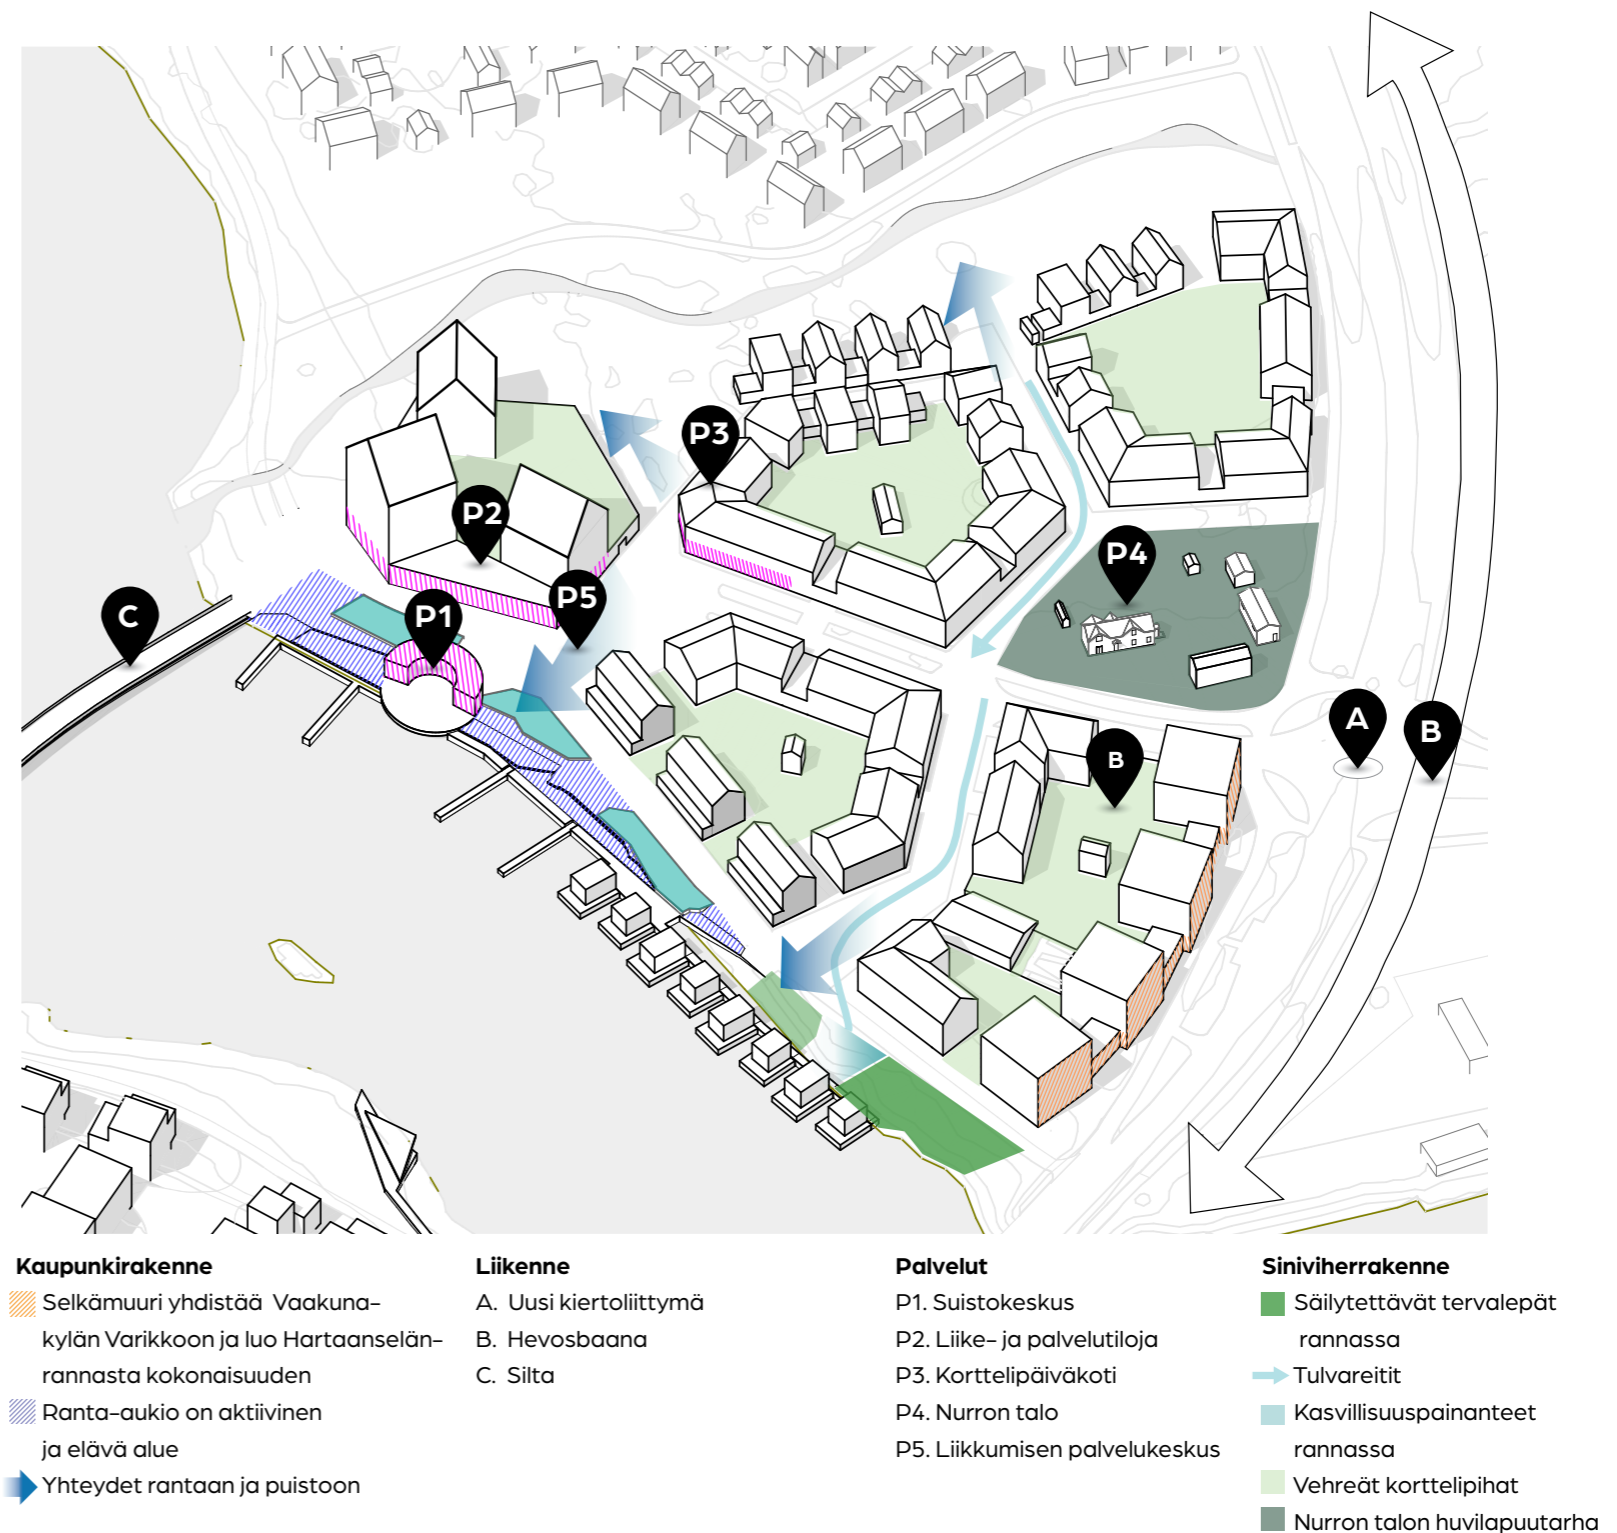 P3
P2
P4
P5
C
P1
A
B
B
Kaupunkirakenne
Selkämuuri yhdistää Vaakuna-
kylän Varikkoon ja luo Hartaanselän-
rannasta kokonaisuuden
Ranta-aukio on aktiivinen
ja elävä alue
Yhteydet rantaan ja puistoon
Liikenne
A. Uusi kiertoliittymä
B. Hevosbaana
C. Silta
Palvelut
P1. Suistokeskus
P2. Liike- ja palvelutiloja
P3. Korttelipäiväkoti
P4. Nurron talo
P5. Liikkumisen palvelukeskus
Siniviherrakenne
Säilytettävät tervalepät
rannassa
Tulvareitit
Kasvillisuuspainanteet
rannassa
Vehreät korttelipihat
Nurron talon huvilapuutarha